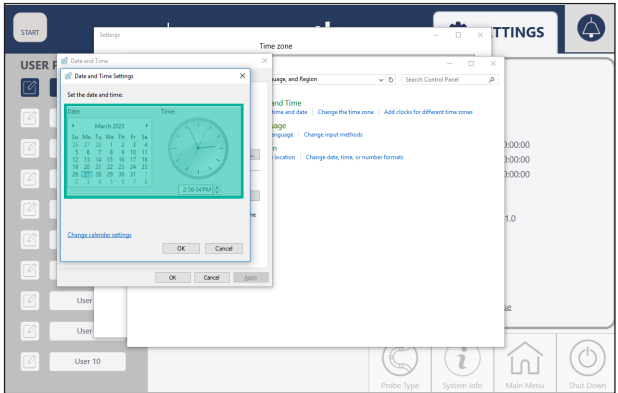 START
Settings
TTINGS
Time zone
USER P
Date and Time
Date and Time Settings
Set the date and time:
Date:
Time:
March 2023
Su Mo Tu We Th Fr Sa
26 27 28 1 2 3 4
5 6 7 8 9 10 11
12 13 14 15 16 17 18
19 20 21 22 23 24 25
26 27 28 29 30 31 1
2 3 4 5 6 7 8
2:56:04 PM
Change calendar settings
OK Cancel
OK Cancel Apply
uage, and Region
Search Control Panel
and Time
time and date Change the time zone Add clocks for different time zones
uage
anguage Change input methods
n
location Change date, time, or number formats
he
0:00:00
0:00:00
0:00:00
1.0
se
User
User
User 10
Probe Type
System Info
Main Menu
Shut Down